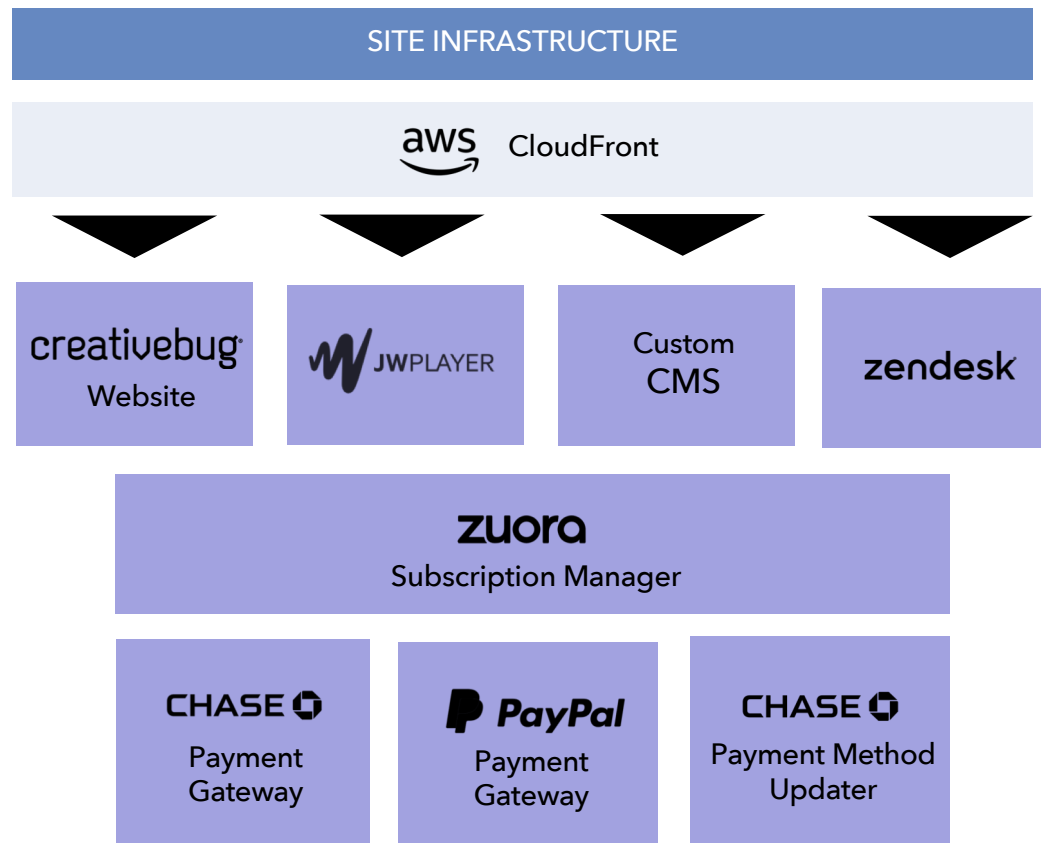 SITE INFRASTRUCTURE
aws CloudFront
creativebug®
Website
JWPLAYER
Custom
CMS
zendesk
zuora
Subscription Manager
CHASE
Payment
Gateway
PayPal
Payment
Gateway
CHASE
Payment Method
Updater